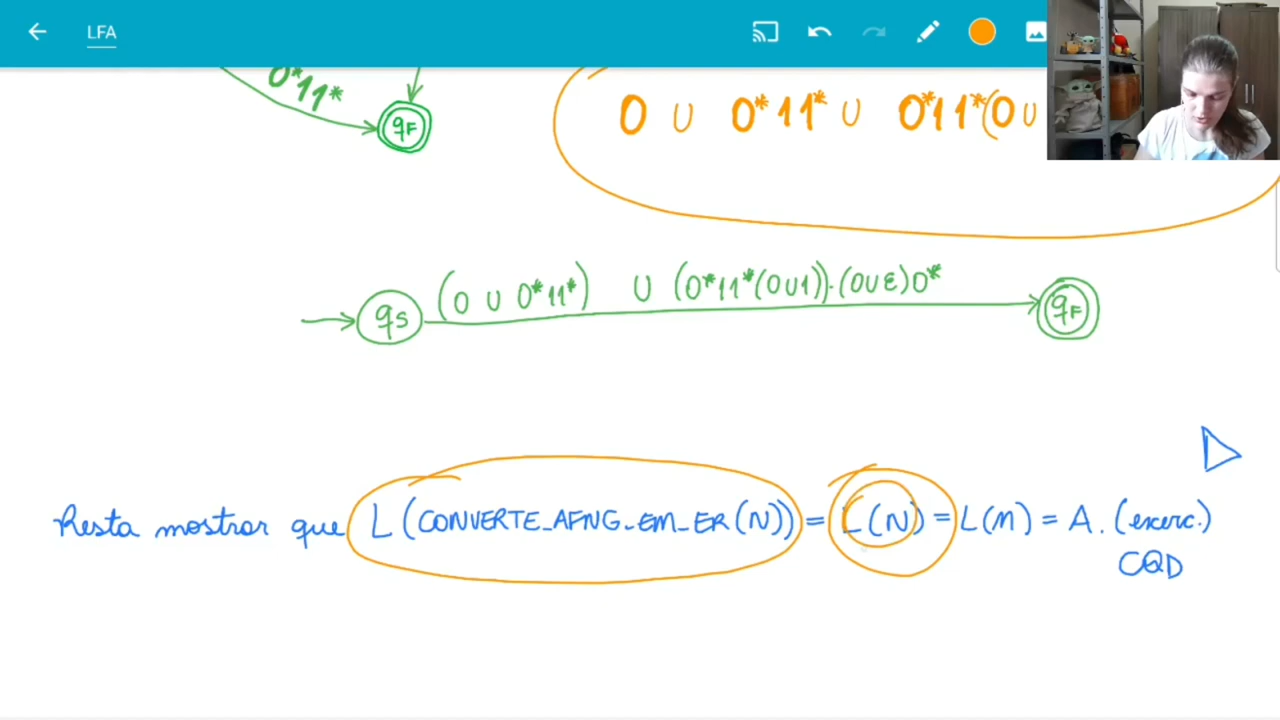 LFA
0*11*
qF
0 ∪ 0*11* ∪ 0*11*(0 ∪
(0 ∪ 0*11*) ∪ (0*11*(0∪1))·(0∪ε)0*
qs
qF
Resta mostrar que L(CONVERTE_AFNG_EM_ER(N)) = L(N) = L(M) = A. (exerc.)
CQD